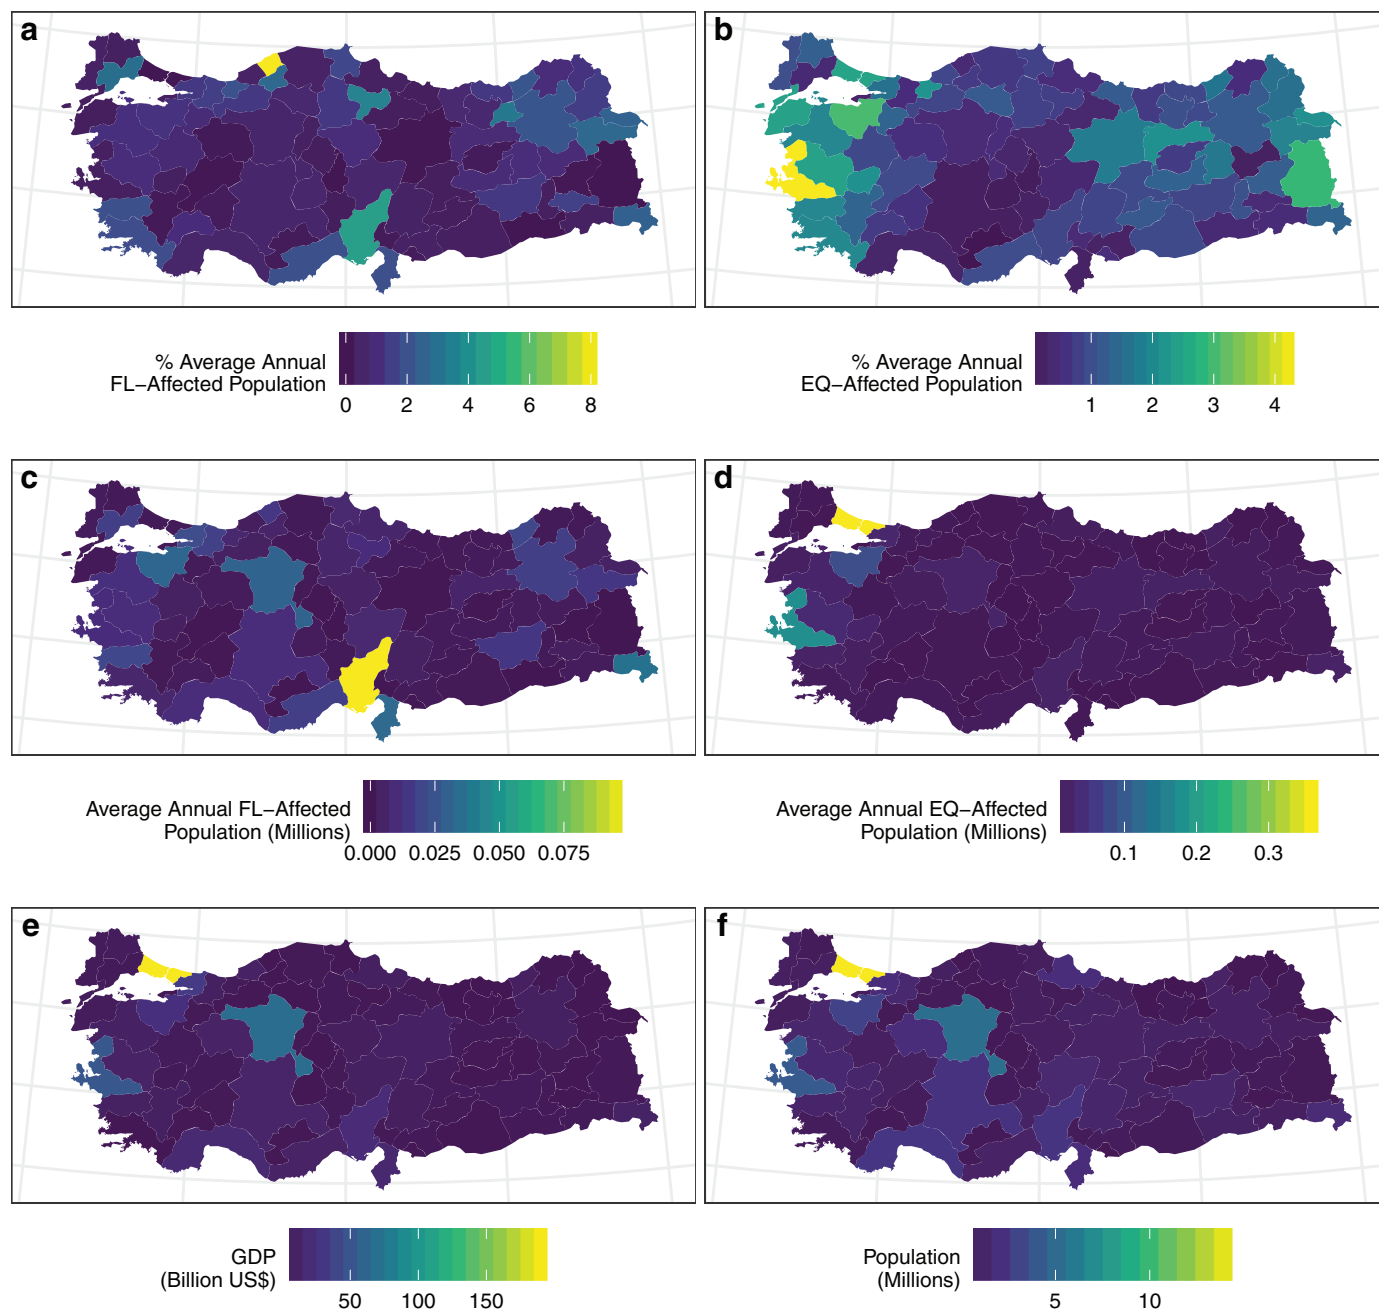 a
b
% Average Annual
FL−Affected Population
0 2 4 6 8
% Average Annual
EQ−Affected Population
1 2 3 4
c
d
Average Annual FL−Affected
Population (Millions)
0.000 0.025 0.050 0.075
Average Annual EQ−Affected
Population (Millions)
0.1 0.2 0.3
e
f
GDP
(Billion US$)
50 100 150
Population
(Millions)
5 10